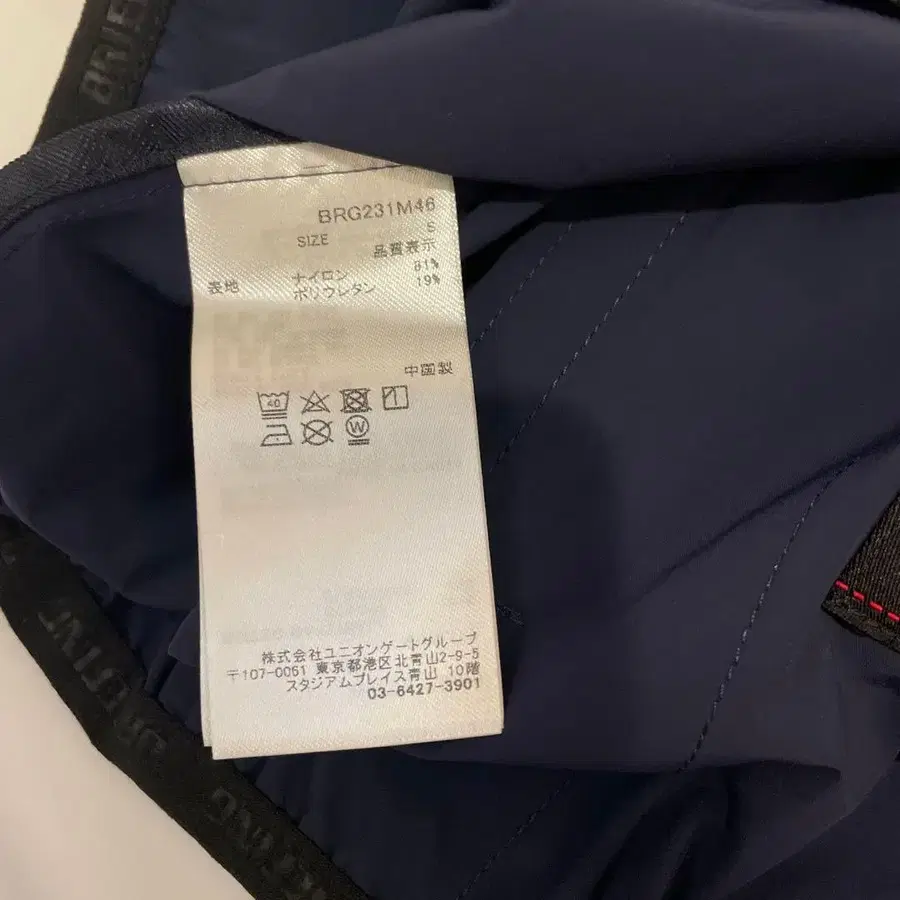 BRIEFING
BRG231M46
SIZE S
品質表示
表地 ナイロン 81%
ポリウレタン 19%
中国製
40
W
株式会社ユニオンゲートグループ
〒107-0061 東京都港区北青山2-9-5
スタジアムプレイス青山 10階
03-6427-3901